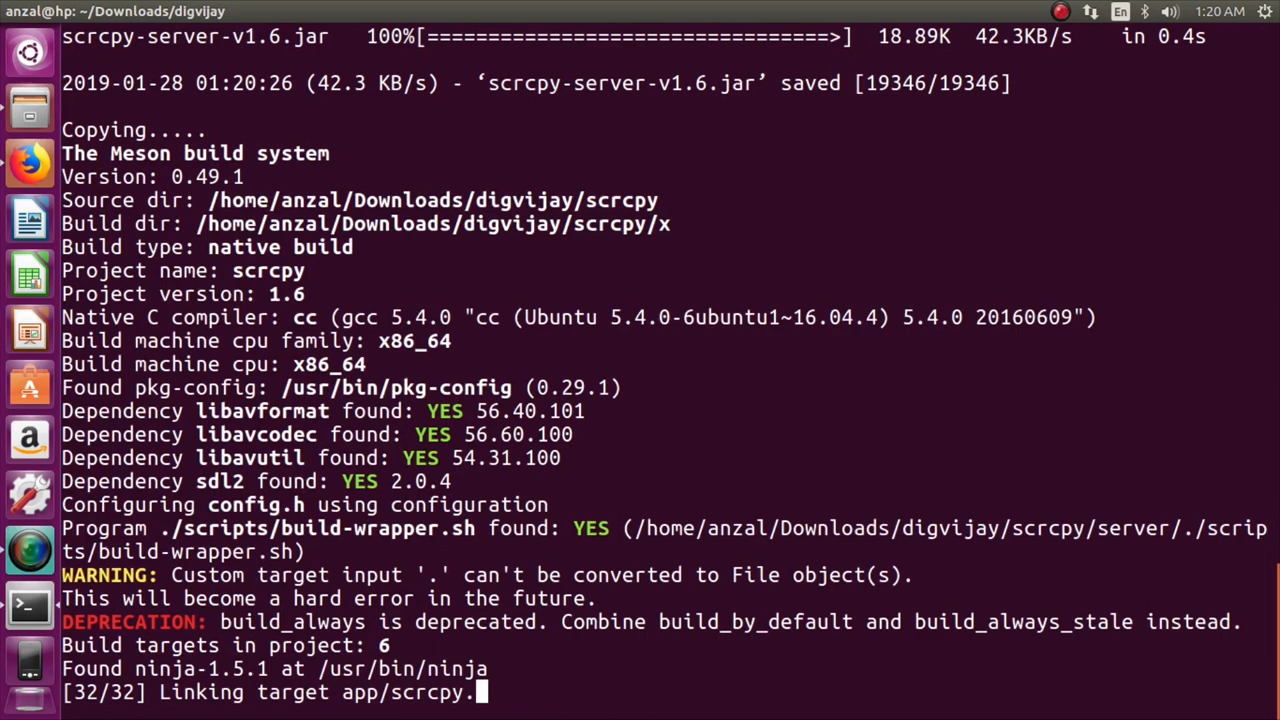 anzal@hp: ~/Downloads/digvijay
En
1:20 AM
scrcpy-server-v1.6.jar   100%[=================================>]  18.89K  42.3KB/s    in 0.4s
2019-01-28 01:20:26 (42.3 KB/s) - ‘scrcpy-server-v1.6.jar’ saved [19346/19346]
Copying.....
The Meson build system
Version: 0.49.1
Source dir: /home/anzal/Downloads/digvijay/scrcpy
Build dir: /home/anzal/Downloads/digvijay/scrcpy/x
Build type: native build
Project name: scrcpy
Project version: 1.6
Native C compiler: cc (gcc 5.4.0 "cc (Ubuntu 5.4.0-6ubuntu1~16.04.4) 5.4.0 20160609")
Build machine cpu family: x86_64
Build machine cpu: x86_64
Found pkg-config: /usr/bin/pkg-config (0.29.1)
Dependency libavformat found: YES 56.40.101
Dependency libavcodec found: YES 56.60.100
Dependency libavutil found: YES 54.31.100
Dependency sdl2 found: YES 2.0.4
Configuring config.h using configuration
Program ./scripts/build-wrapper.sh found: YES (/home/anzal/Downloads/digvijay/scrcpy/server/./scrip
ts/build-wrapper.sh)
WARNING: Custom target input '.' can't be converted to File object(s).
This will become a hard error in the future.
DEPRECATION: build_always is deprecated. Combine build_by_default and build_always_stale instead.
Build targets in project: 6
Found ninja-1.5.1 at /usr/bin/ninja
[32/32] Linking target app/scrcpy.